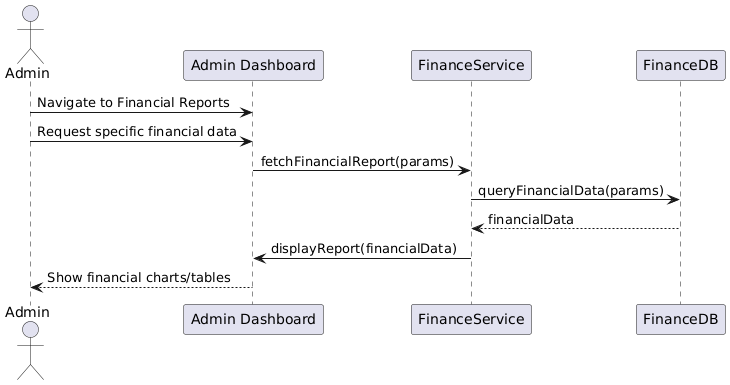 Admin
Admin Dashboard
FinanceService
FinanceDB
Navigate to Financial Reports
Request specific financial data
fetchFinancialReport(params)
queryFinancialData(params)
financialData
displayReport(financialData)
Show financial charts/tables
Admin
Admin Dashboard
FinanceService
FinanceDB